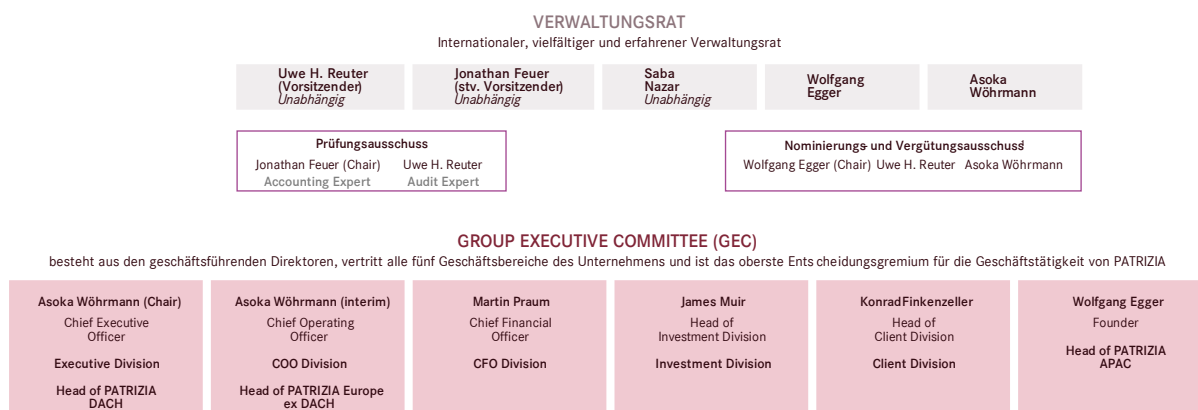 VERWALTUNGSRAT
Internationaler, vielfältiger und erfahrener Verwaltungsrat
Uwe H. Reuter
(Vorsitzender)
Unabhängig
Jonathan Feuer
(stv. Vorsitzender)
Unabhängig
Saba
Nazar
Unabhängig
Wolfgang
Egger
Asoka
Wöhrmann
Prüfungsausschuss
Jonathan Feuer (Chair) Uwe H. Reuter
Accounting Expert Audit Expert
Nominierungs- und Vergütungsausschuss
Wolfgang Egger (Chair) Uwe H. Reuter Asoka Wöhrmann
GROUP EXECUTIVE COMMITTEE (GEC)
besteht aus den geschäftsführenden Direktoren, vertritt alle fünf Geschäftsbereiche des Unternehmens und ist das oberste Ents cheidungsgremium für die Geschäftstätigkeit von PATRIZIA
Asoka Wöhrmann (Chair)
Chief Executive
Officer
Executive Division
Head of PATRIZIA
DACH
Asoka Wöhrmann (interim)
Chief Operating
Officer
COO Division
Head of PATRIZIA Europe
ex DACH
Martin Praum
Chief Financial
Officer
CFO Division
James Muir
Head of
Investment Division
Investment Division
Konrad Finkenzeller
Head of
Client Division
Client Division
Wolfgang Egger
Founder
Head of PATRIZIA
APAC